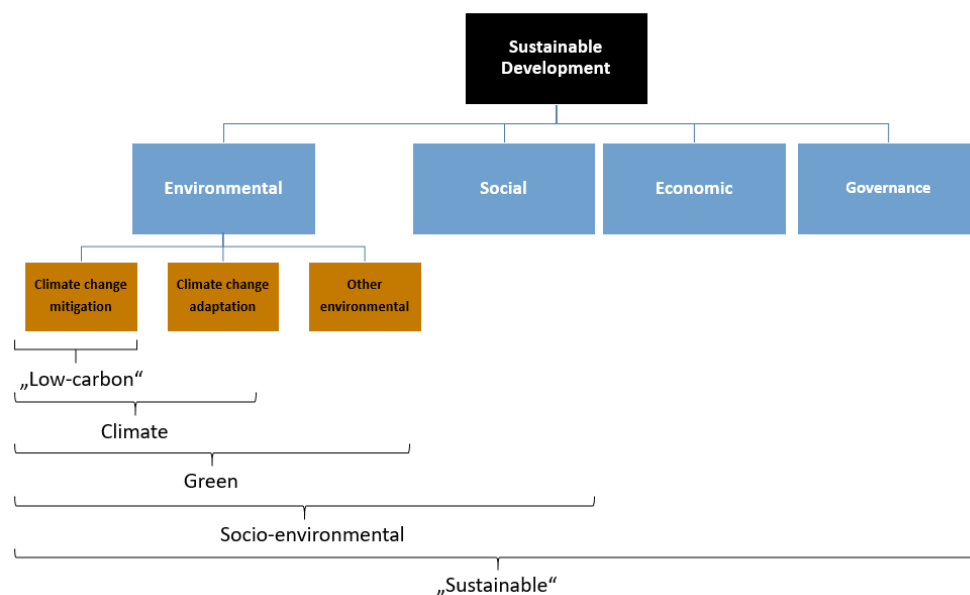 Sustainable
Development
Environmental
Social
Economic
Governance
Climate change
mitigation
Climate change
adaptation
Other
environmental
„Low-carbon“
Climate
Green
Socio-environmental
„Sustainable“